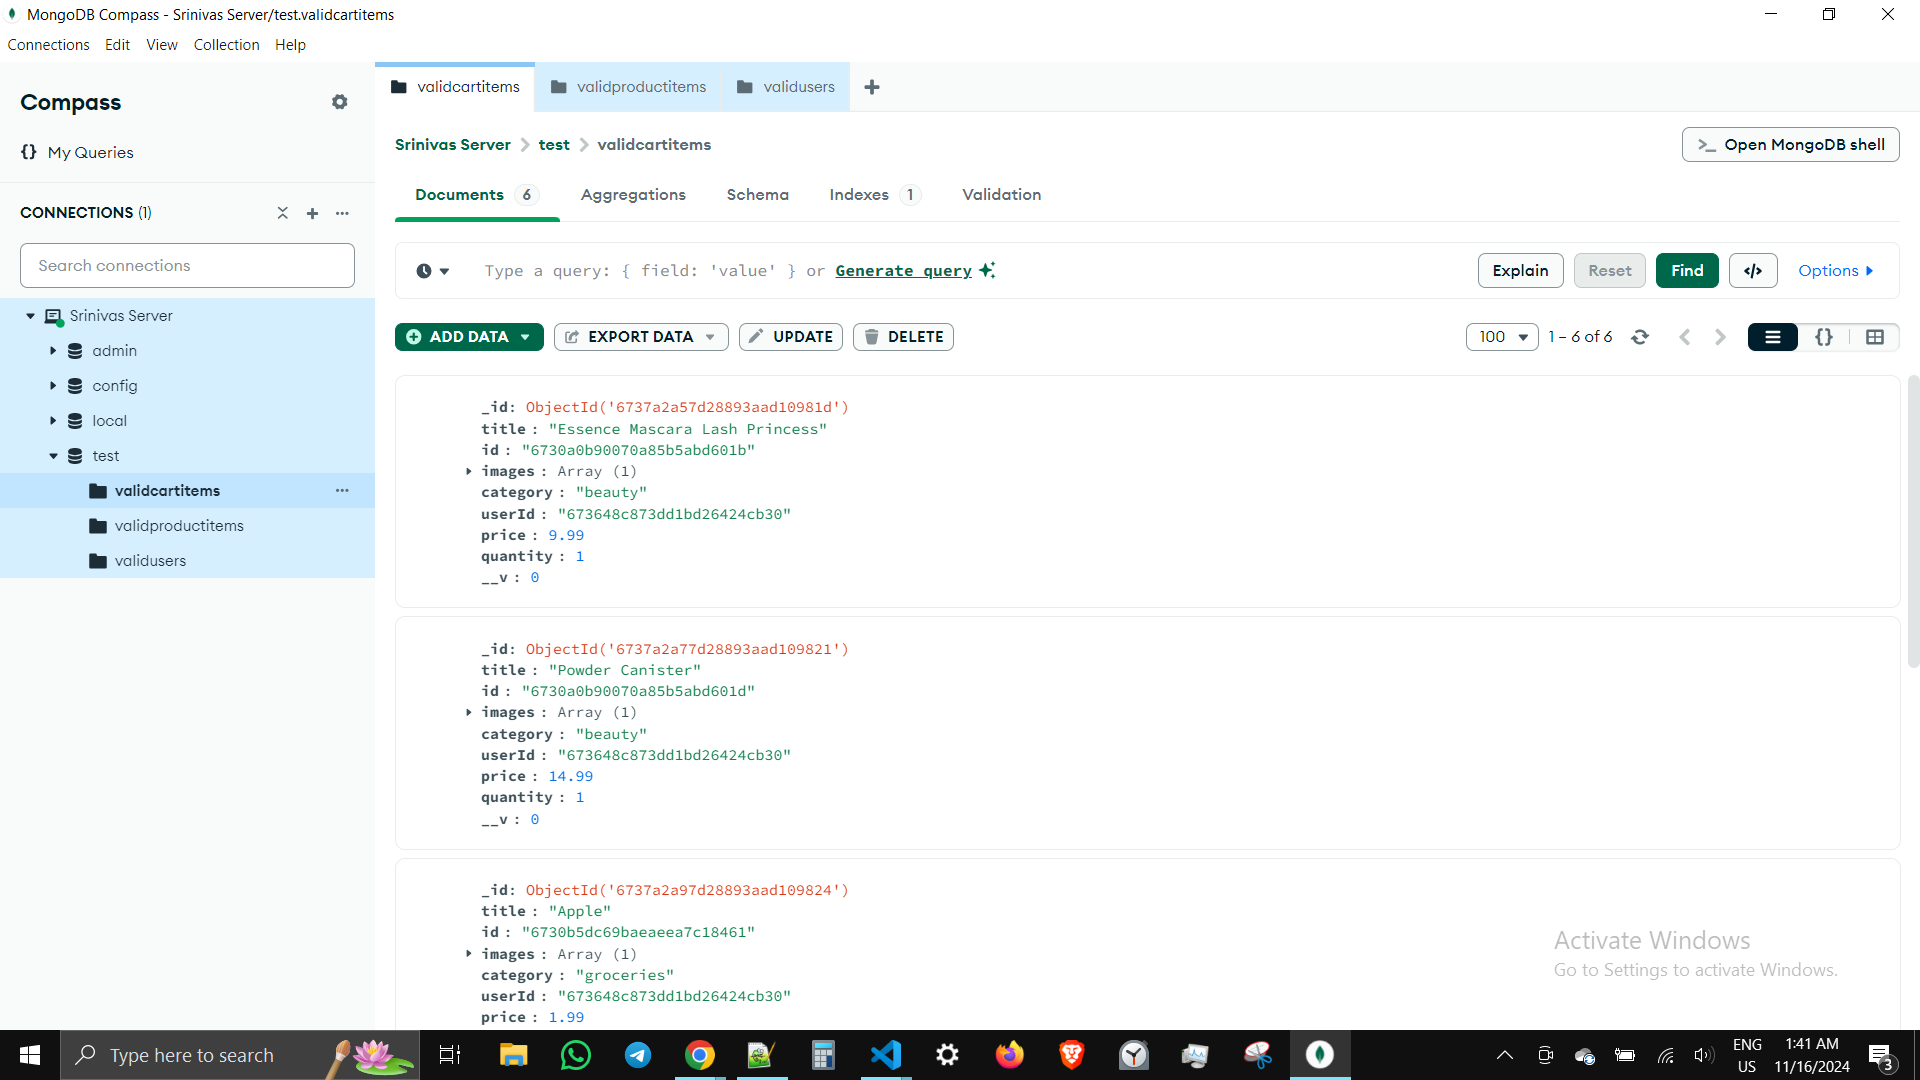 MongoDB Compass - Srinivas Server/test.validcartitems
Connections Edit View Collection Help
Compass
My Queries
CONNECTIONS (1)
Search connections
Srinivas Server
admin
config
local
test
validcartitems
validproductitems
validusers
validcartitems validproductitems validusers
Srinivas Server > test > validcartitems
>_ Open MongoDB shell
Documents 6 Aggregations Schema Indexes 1 Validation
Type a query: { field: 'value' } or Generate query
Explain Reset Find </> Options
ADD DATA EXPORT DATA UPDATE DELETE
100 1 – 6 of 6 {}
_id: ObjectId('6737a2a57d28893aad10981d')
title : "Essence Mascara Lash Princess"
id : "6730a0b90070a85b5abd601b"
images : Array (1)
category : "beauty"
userId : "673648c873dd1bd26424cb30"
price : 9.99
quantity : 1
__v : 0
_id: ObjectId('6737a2a77d28893aad109821')
title : "Powder Canister"
id : "6730a0b90070a85b5abd601d"
images : Array (1)
category : "beauty"
userId : "673648c873dd1bd26424cb30"
price : 14.99
quantity : 1
__v : 0
_id: ObjectId('6737a2a97d28893aad109824')
title : "Apple"
id : "6730b5dc69baeaeea7c18461"
images : Array (1)
category : "groceries"
userId : "673648c873dd1bd26424cb30"
price : 1.99
Activate Windows
Go to Settings to activate Windows.
Type here to search
ENG
US
1:41 AM
11/16/2024
3